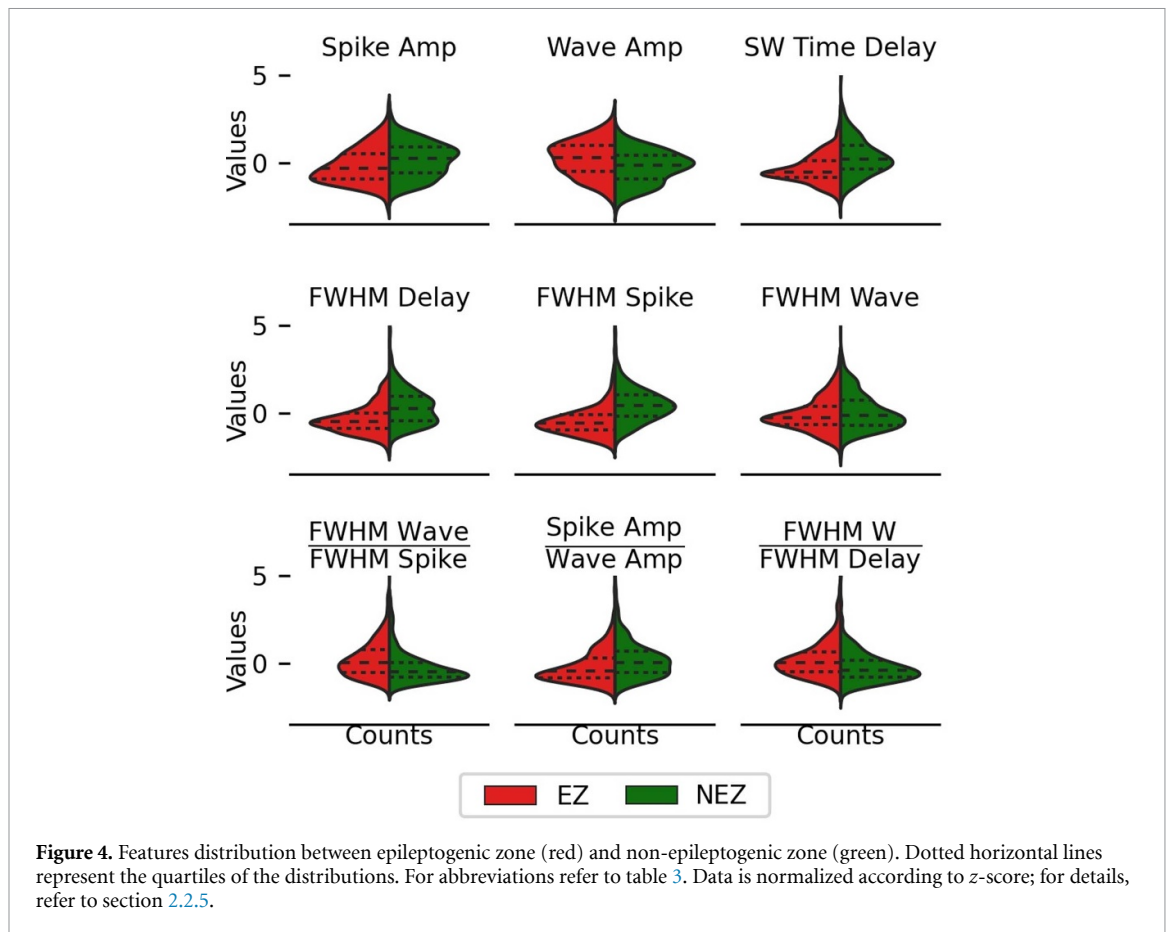 Spike Amp Wave Amp SW Time Delay
5
Values
0
FWHM Delay FWHM Spike FWHM Wave
5
Values
0
FWHM Wave Spike Amp FWHM W
FWHM Spike Wave Amp FWHM Delay
5
Values
0
Counts Counts Counts
EZ NEZ
Figure 4. Features distribution between epileptogenic zone (red) and non-epileptogenic zone (green). Dotted horizontal lines
represent the quartiles of the distributions. For abbreviations refer to table 3. Data is normalized according to z-score; for details,
refer to section 2.2.5.